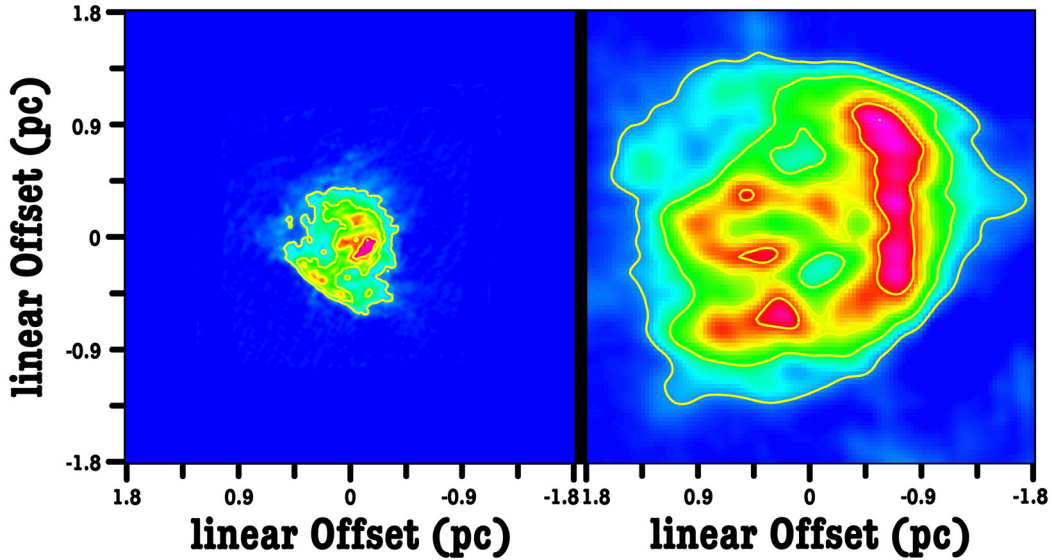 1.8
0.9
0
-0.9
-1.8
linear Offset (pc)
1.8 0.9 0 -0.9 -1.8 1.8 0.9 0 -0.9 -1.8
linear Offset (pc) linear Offset (pc)